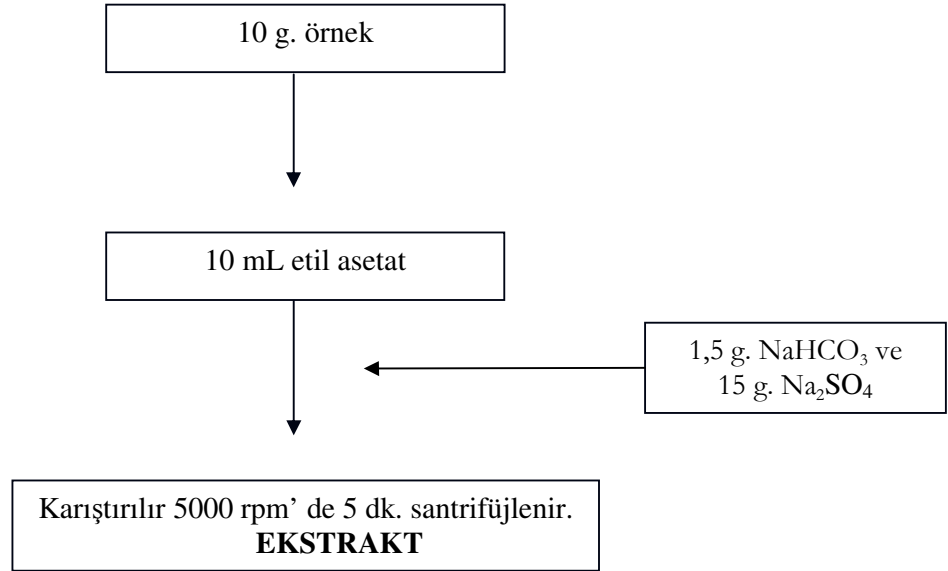 10 g. örnek
10 mL etil asetat
1,5 g. NaHCO₃ ve
15 g. Na₂SO₄
Karıştırılır 5000 rpm’ de 5 dk. santrifüjlenir.
EKSTRAKT